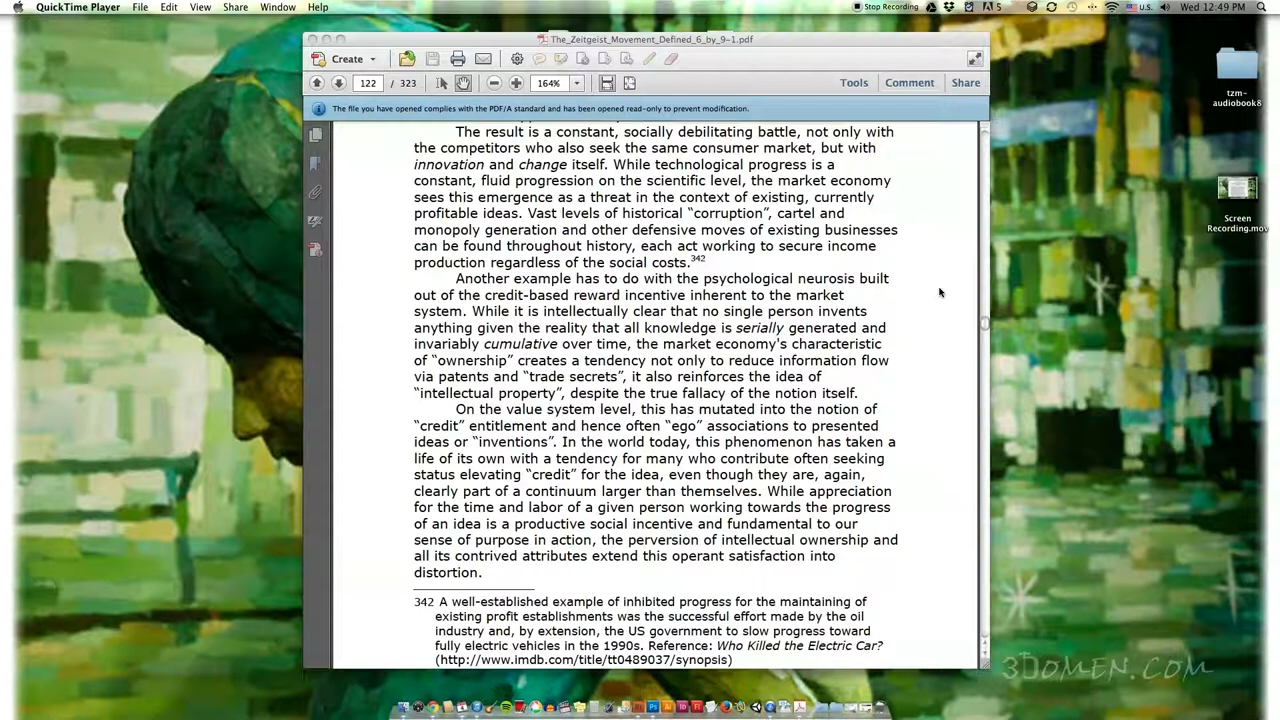 QuickTime Player File Edit View Share Window Help Stop Recording 5 U.S. Wed 12:49 PM
The_Zeitgeist_Movement_Defined_6_by_9-1.pdf
Create
122 / 323 164% Tools Comment Share
The file you have opened complies with the PDF/A standard and has been opened read-only to prevent modification.
tzm-
audiobook8
Screen
Recording.mov
The result is a constant, socially debilitating battle, not only with
the competitors who also seek the same consumer market, but with
innovation and change itself. While technological progress is a
constant, fluid progression on the scientific level, the market economy
sees this emergence as a threat in the context of existing, currently
profitable ideas. Vast levels of historical “corruption”, cartel and
monopoly generation and other defensive moves of existing businesses
can be found throughout history, each act working to secure income
production regardless of the social costs.342
Another example has to do with the psychological neurosis built
out of the credit-based reward incentive inherent to the market
system. While it is intellectually clear that no single person invents
anything given the reality that all knowledge is serially generated and
invariably cumulative over time, the market economy's characteristic
of “ownership” creates a tendency not only to reduce information flow
via patents and “trade secrets”, it also reinforces the idea of
“intellectual property”, despite the true fallacy of the notion itself.
On the value system level, this has mutated into the notion of
“credit” entitlement and hence often “ego” associations to presented
ideas or “inventions”. In the world today, this phenomenon has taken a
life of its own with a tendency for many who contribute often seeking
status elevating “credit” for the idea, even though they are, again,
clearly part of a continuum larger than themselves. While appreciation
for the time and labor of a given person working towards the progress
of an idea is a productive social incentive and fundamental to our
sense of purpose in action, the perversion of intellectual ownership and
all its contrived attributes extend this operant satisfaction into
distortion.
342 A well-established example of inhibited progress for the maintaining of
existing profit establishments was the successful effort made by the oil
industry and, by extension, the US government to slow progress toward
fully electric vehicles in the 1990s. Reference: Who Killed the Electric Car?
(http://www.imdb.com/title/tt0489037/synopsis)
3DOMEN.COM